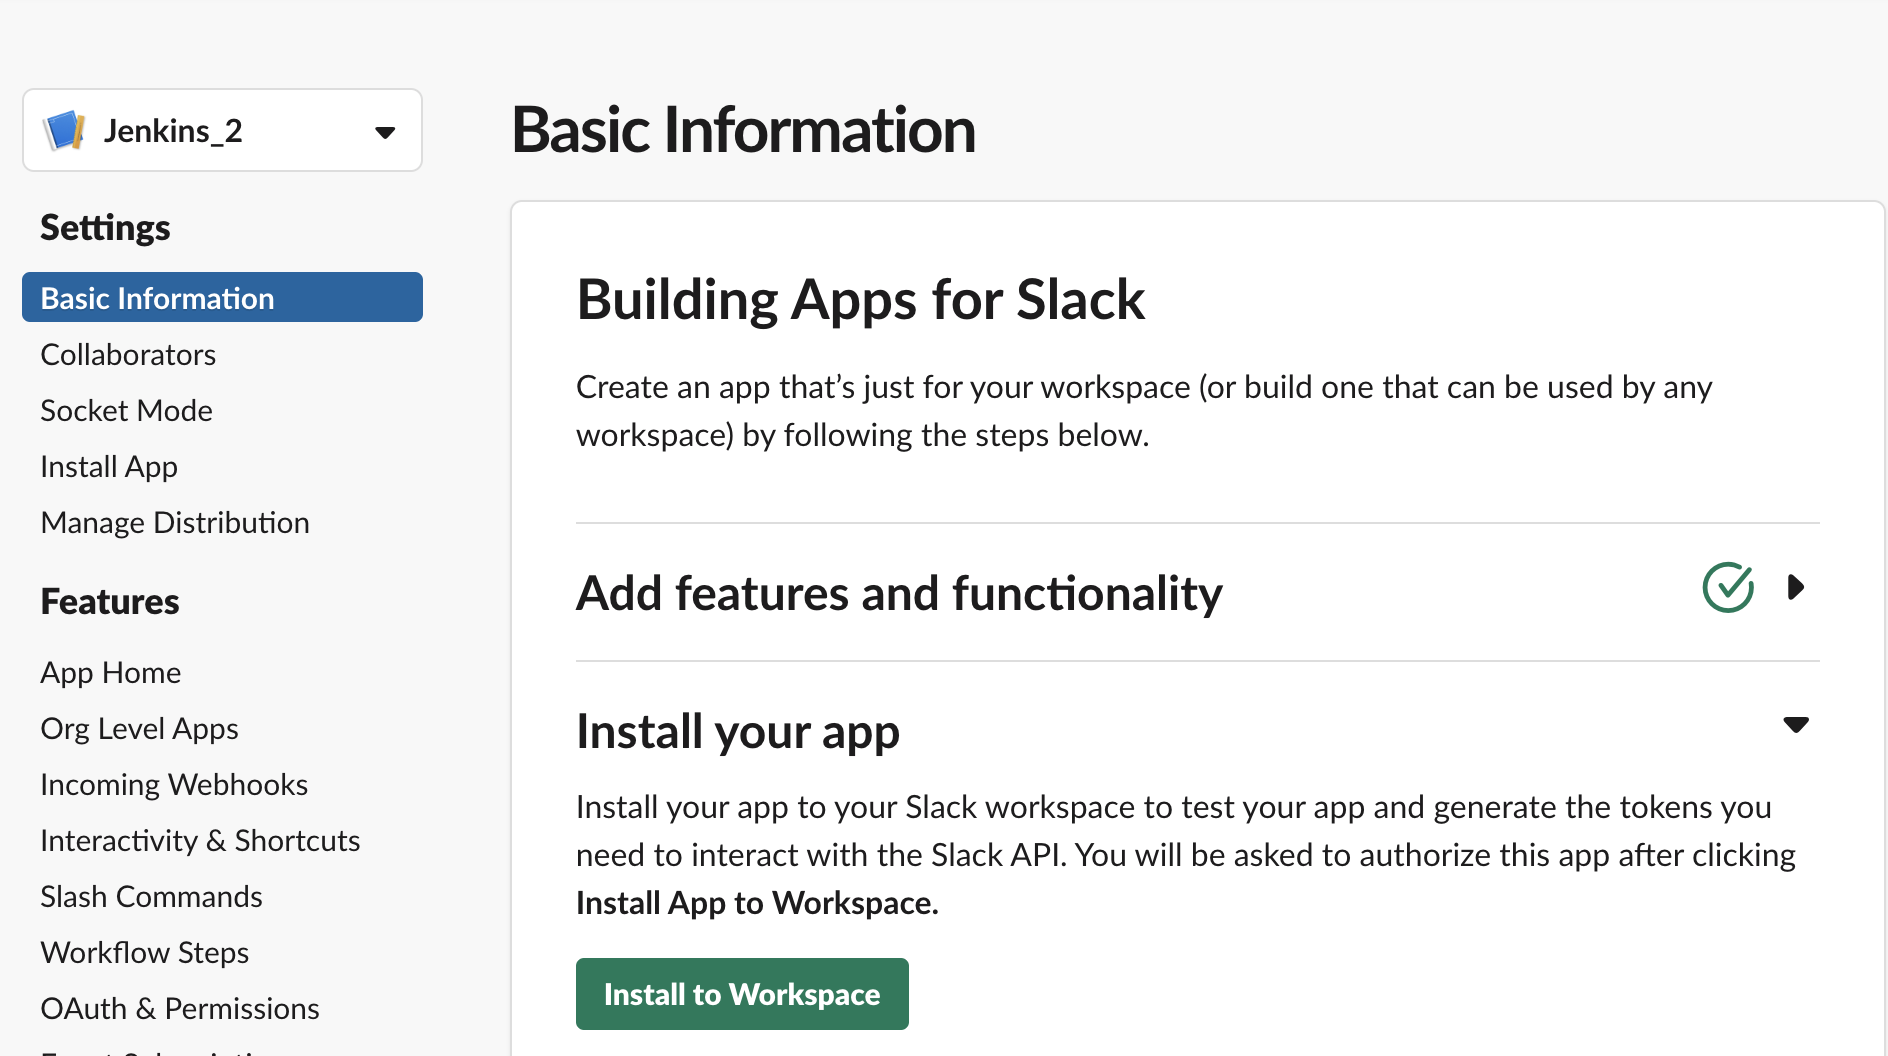 Jenkins_2
Settings
Basic Information
Collaborators
Socket Mode
Install App
Manage Distribution
Features
App Home
Org Level Apps
Incoming Webhooks
Interactivity & Shortcuts
Slash Commands
Workflow Steps
OAuth & Permissions
Basic Information
Building Apps for Slack
Create an app that’s just for your workspace (or build one that can be used by any
workspace) by following the steps below.
Add features and functionality
Install your app
Install your app to your Slack workspace to test your app and generate the tokens you
need to interact with the Slack API. You will be asked to authorize this app after clicking
Install App to Workspace.
Install to Workspace